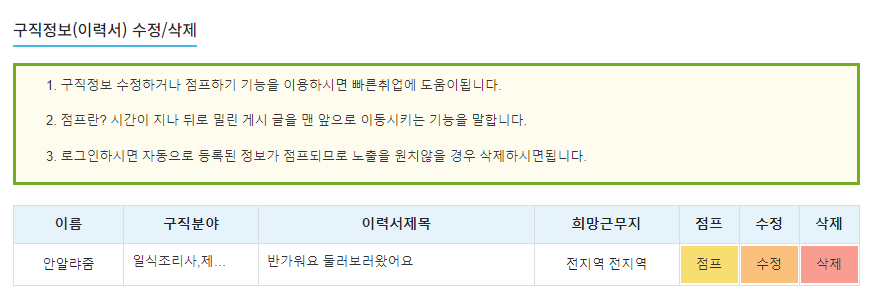 구직정보(이력서) 수정/삭제
1. 구직정보 수정하거나 점프하기 기능을 이용하시면 빠른취업에 도움이됩니다.
2. 점프란? 시간이 지나 뒤로 밀린 게시 글을 맨 앞으로 이동시키는 기능을 말합니다.
3. 로그인하시면 자동으로 등록된 정보가 점프되므로 노출을 원치않을 경우 삭제하시면됩니다.
이름 구직분야 이력서제목 희망근무지 점프 수정 삭제
안알랴줌 일식조리사,제... 반가워요 둘러보러왔어요 전지역 전지역 점프 수정 삭제